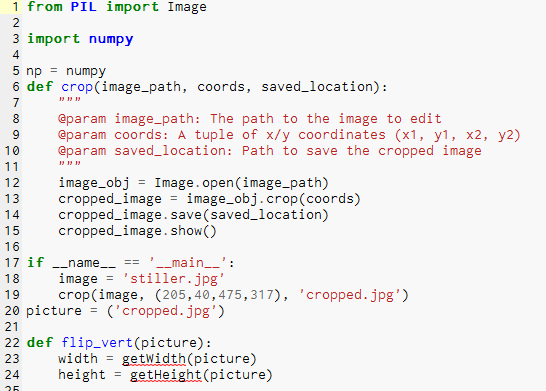 1 from PIL import Image
2
3 import numpy
4
5 np = numpy
6 def crop(image_path, coords, saved_location):
7     """
8     @param image_path: The path to the image to edit
9     @param coords: A tuple of x/y coordinates (x1, y1, x2, y2)
10     @param saved_location: Path to save the cropped image
11     """
12     image_obj = Image.open(image_path)
13     cropped_image = image_obj.crop(coords)
14     cropped_image.save(saved_location)
15     cropped_image.show()
16
17 if __name__ == '__main__':
18     image = 'stiller.jpg'
19     crop(image, (205,40,475,317), 'cropped.jpg')
20 picture = ('cropped.jpg')
21
22 def flip_vert(picture):
23     width = getWidth(picture)
24     height = getHeight(picture)
25